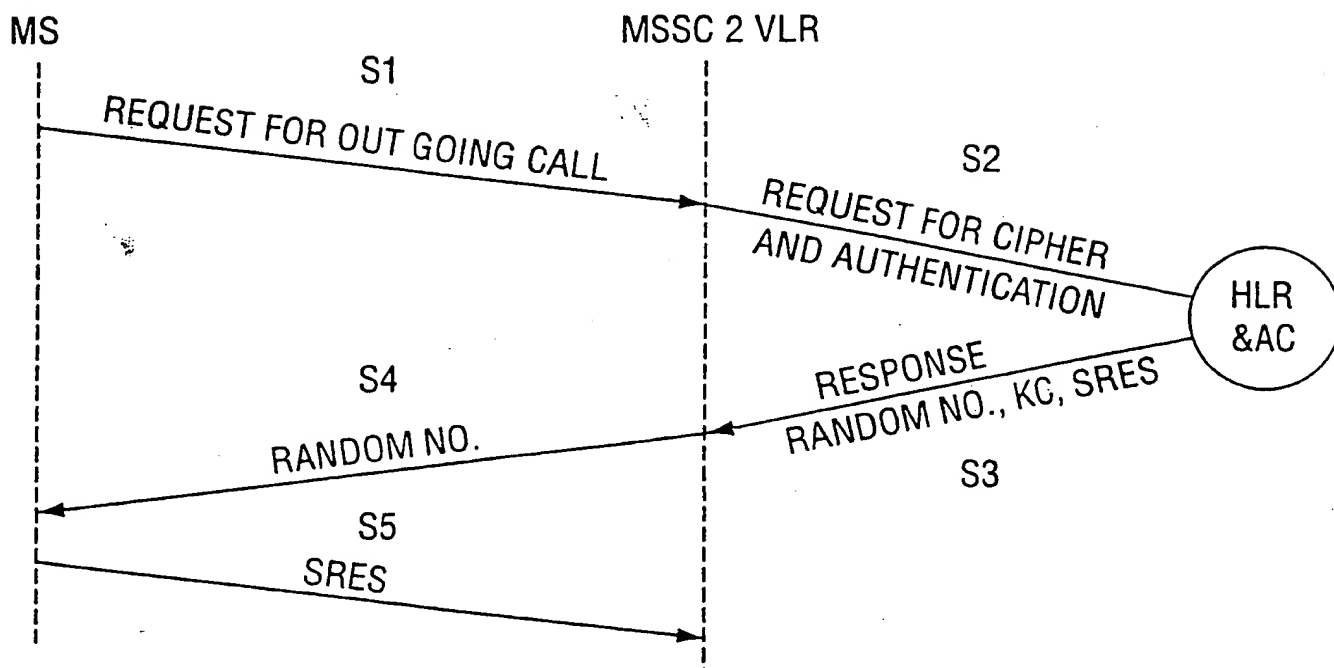 MS
MSSC 2 VLR
S1
REQUEST FOR OUT GOING CALL
S2
REQUEST FOR CIPHER
AND AUTHENTICATION
HLR
&AC
RESPONSE
RANDOM NO., KC, SRES
S3
S4
RANDOM NO.
S5
SRES